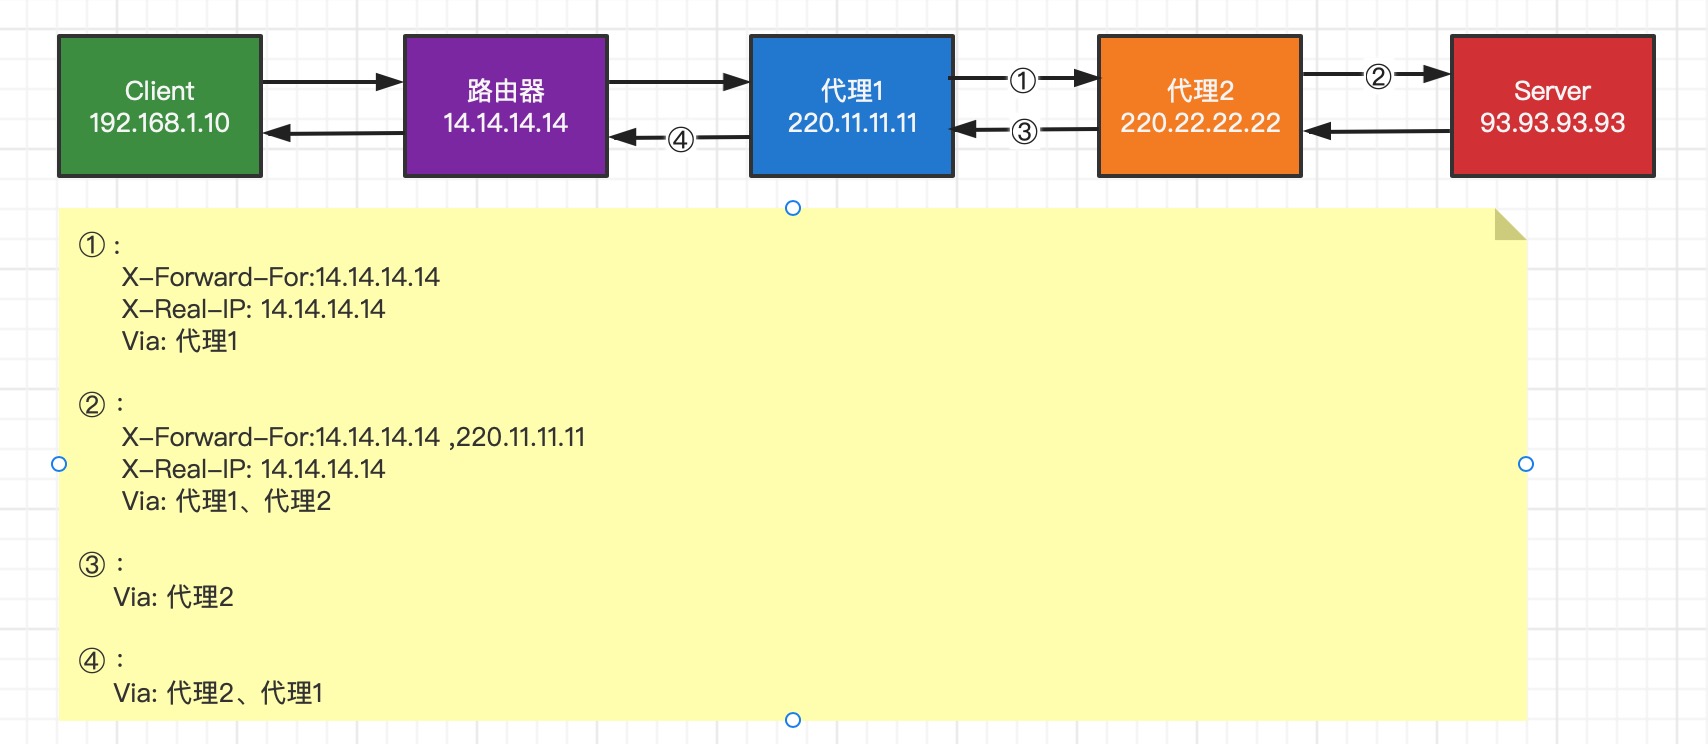 Client
192.168.1.10
路由器
14.14.14.14
代理1
220.11.11.11
代理2
220.22.22.22
Server
93.93.93.93
①
②
③
④
①：
X-Forward-For:14.14.14.14
X-Real-IP: 14.14.14.14
Via: 代理1
②：
X-Forward-For:14.14.14.14 ,220.11.11.11
X-Real-IP: 14.14.14.14
Via: 代理1、代理2
③：
Via: 代理2
④：
Via: 代理2、代理1